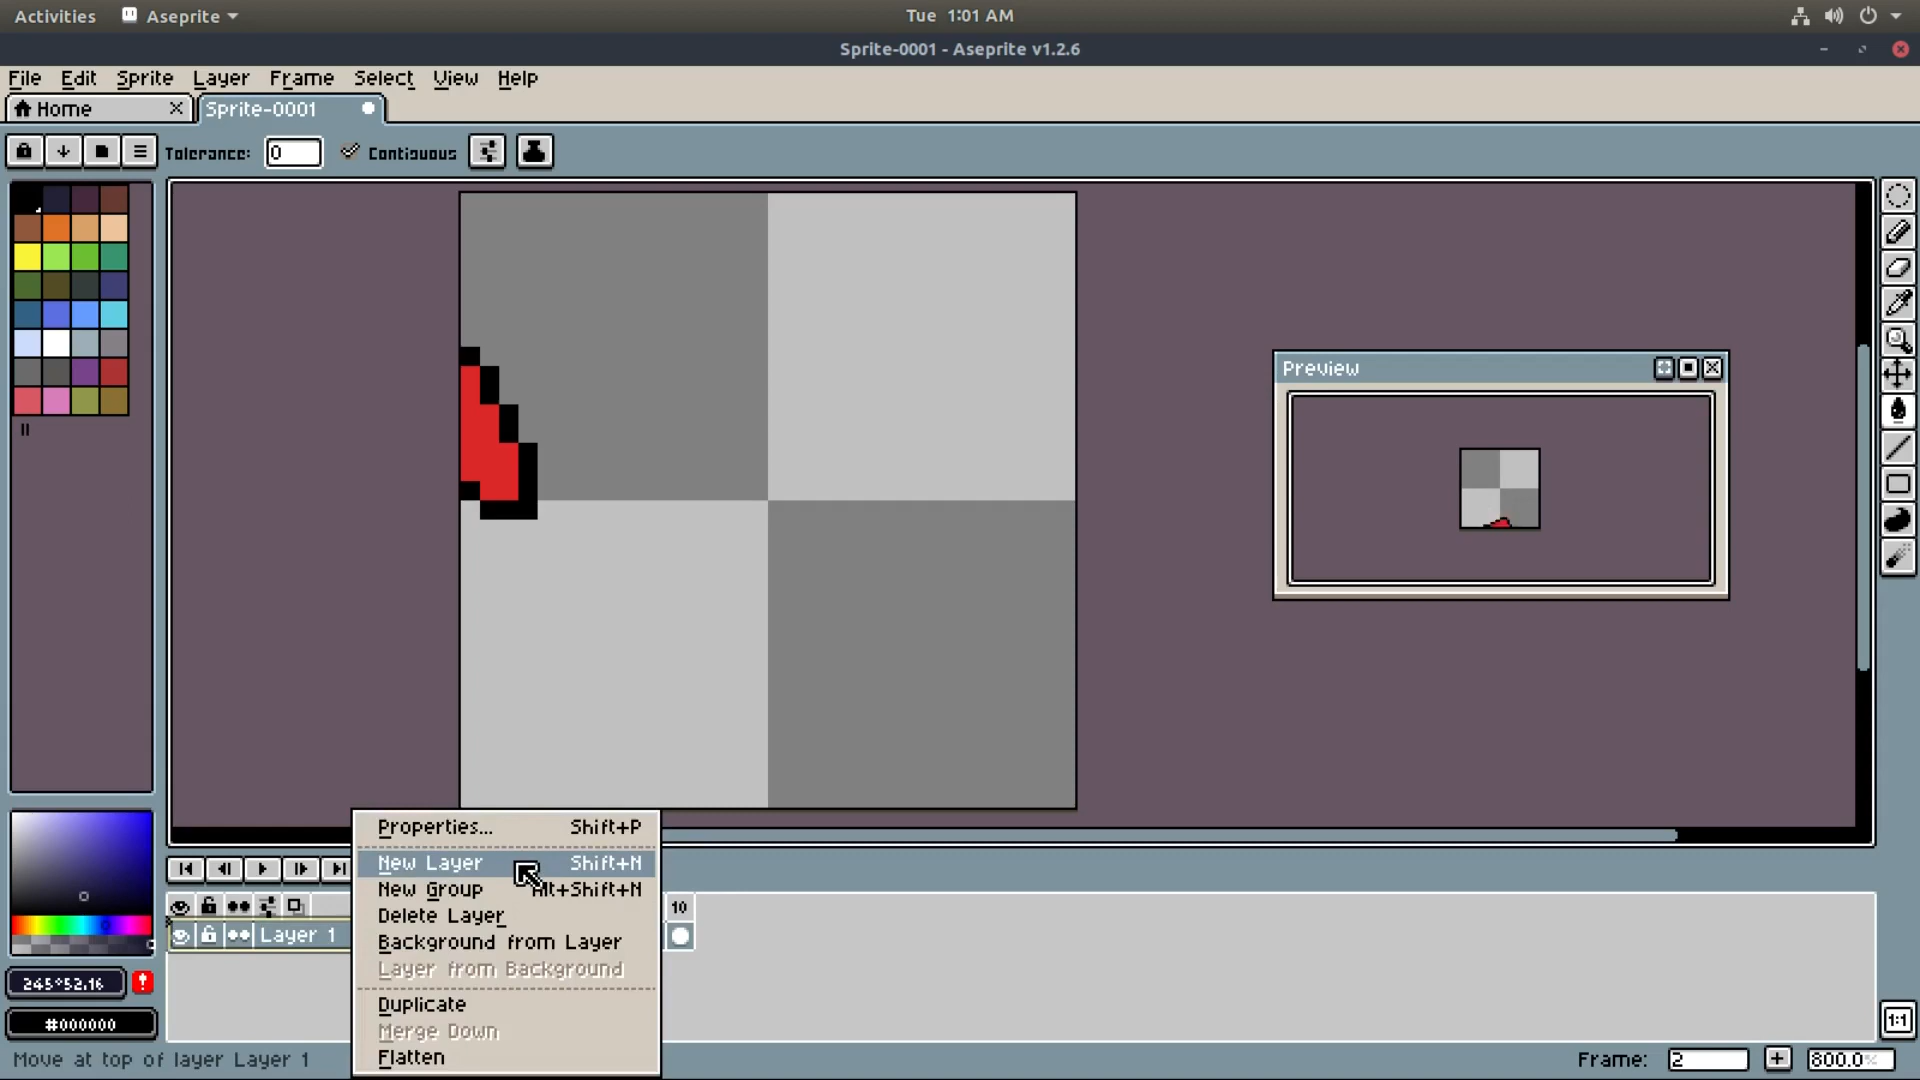 Activities Aseprite Tue 1:01 AM
Sprite-0001 - Aseprite v1.2.6
File Edit Sprite Layer Frame Select View Help
Home Sprite-0001
Tolerance: 0 Contiguous
Preview
Properties... Shift+P
New Layer Shift+N
New Group Alt+Shift+N
Delete Layer
Background from Layer
Layer from Background
Duplicate
Merge Down
Flatten
10
Layer 1
245°52.16
#000000
1:1
Move at top of layer Layer 1
Frame: 2 800.0%